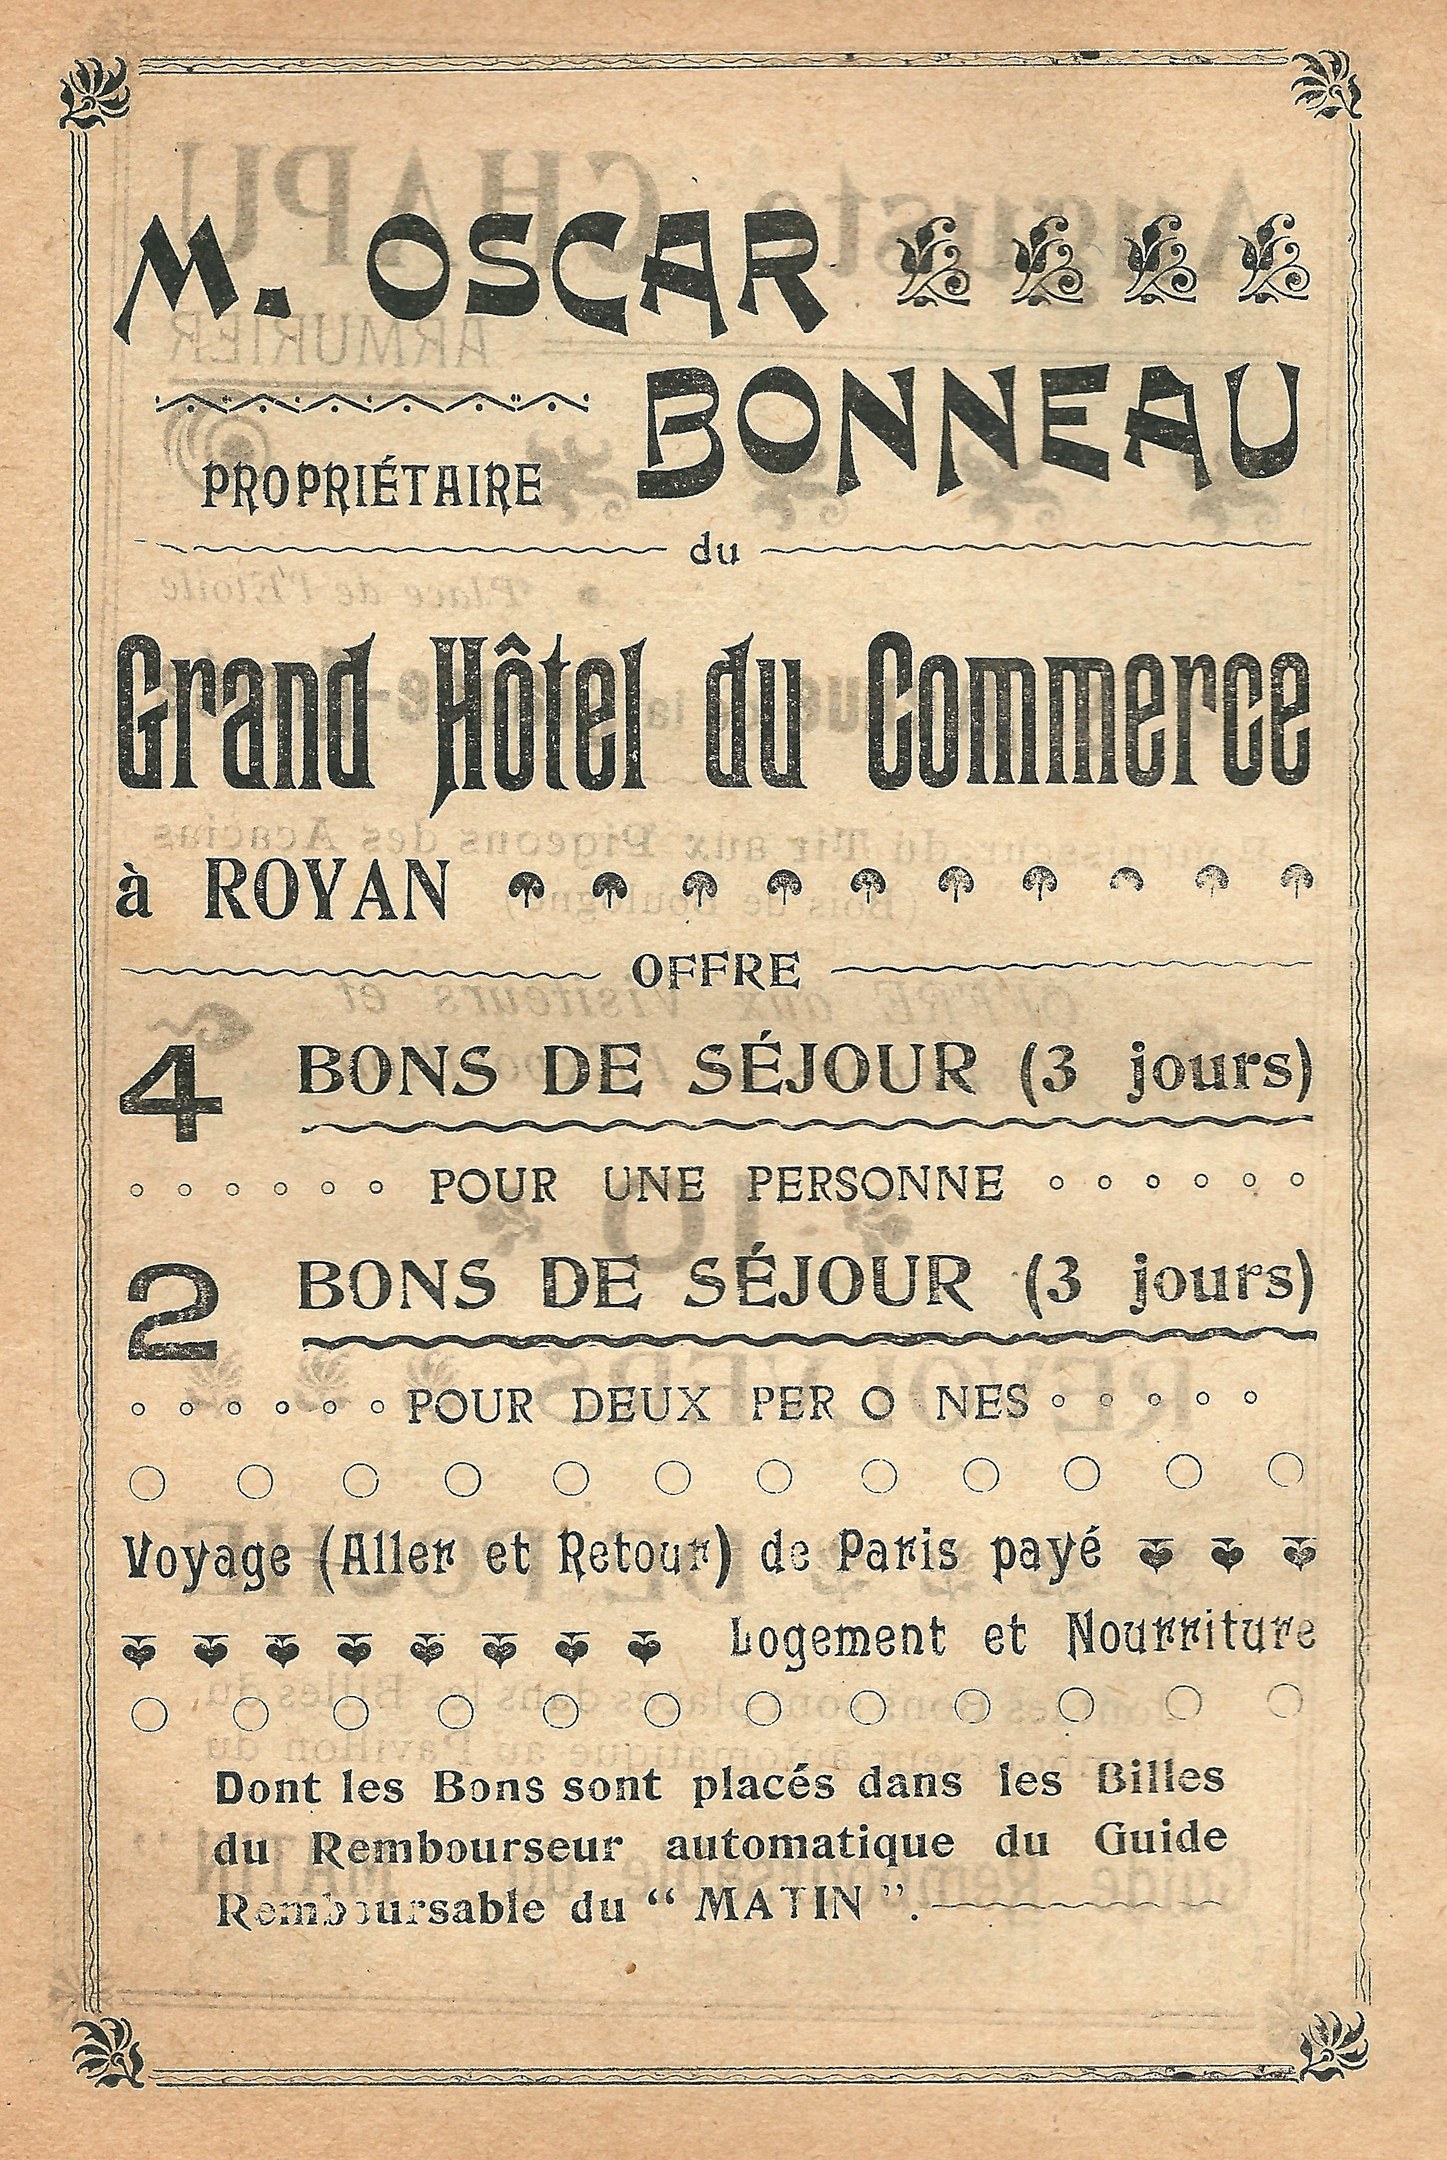 M. OSCAR
BONNEAU
PROPRIÉTAIRE
du
Grand Hôtel du Commerce
à ROYAN
OFFRE
4 BONS DE SÉJOUR (3 jours)
POUR UNE PERSONNE
2 BONS DE SÉJOUR (3 jours)
POUR DEUX PER O NES
Voyage (Aller et Retour) de Paris payé
Logement et Nourriture
Dont les Bons sont placés dans les Billes
du Rembourseur automatique du Guide
Remboursable du “ MATIN ”.